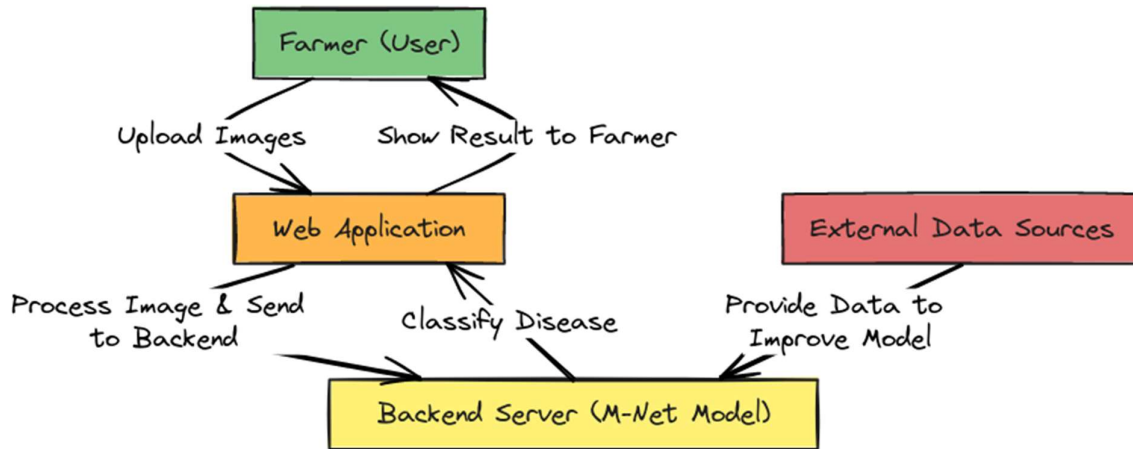 Farmer (User)
Upload Images
Show Result to Farmer
Web Application
External Data Sources
Process Image & Send
to Backend
Classify Disease
Provide Data to
Improve Model
Backend Server (M-Net Model)